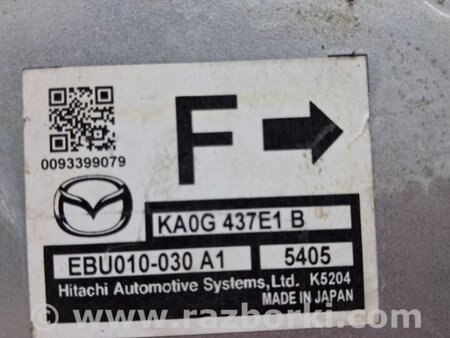 F
0093399079
KA0G 437E1 B
EBU010-030 A1 5405
Hitachi Automotive Systems,Ltd. K5204
MADE IN JAPAN
www.razborki.com